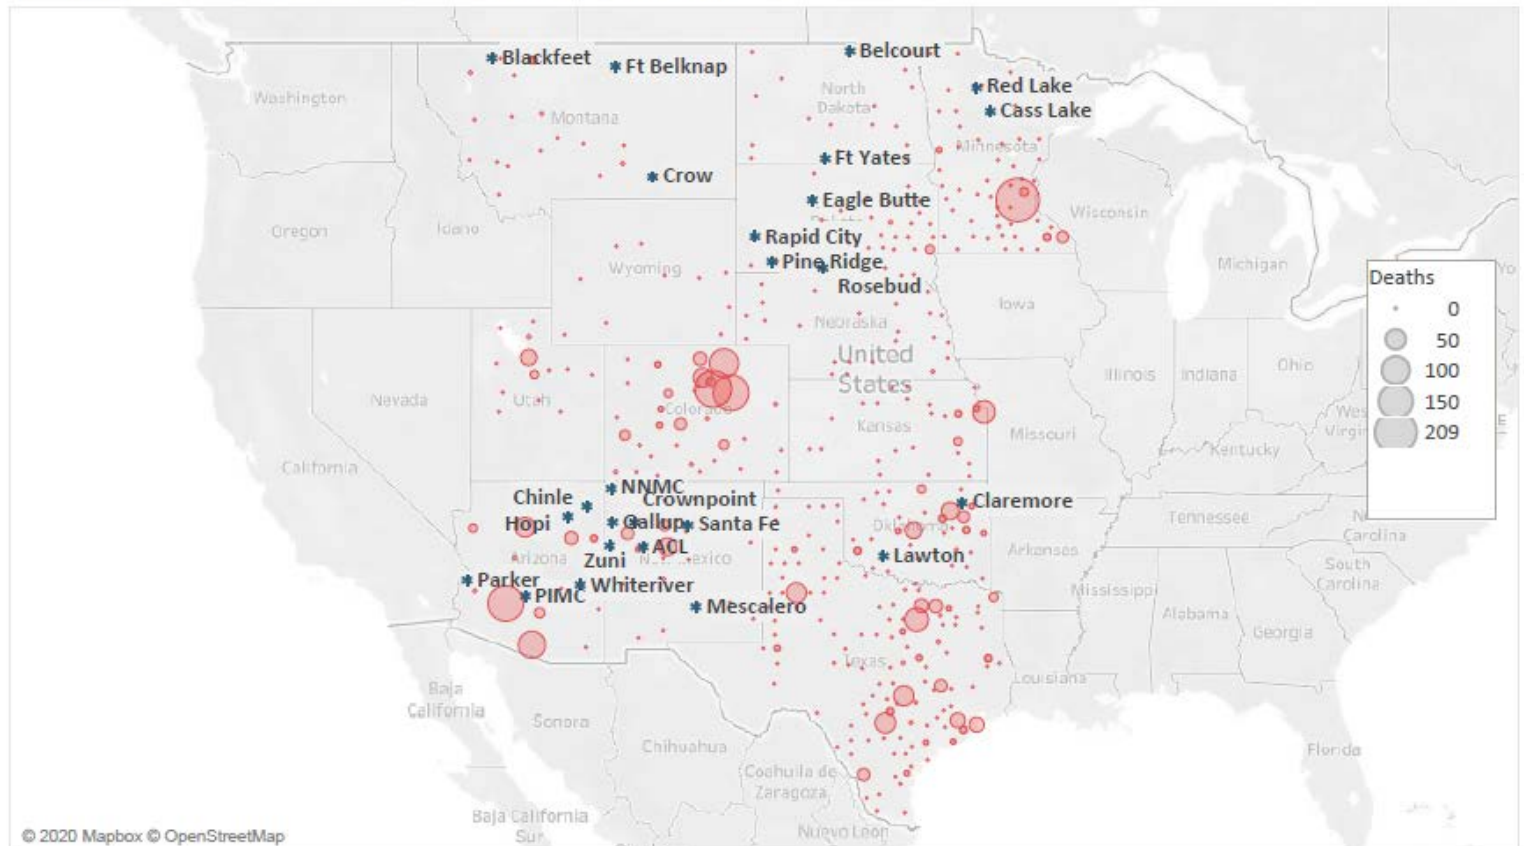 Blackfeet
Ft Belknap
Belcourt
Red Lake
Cass Lake
Washington
Montana
North
Dakota
Minnesota
Ft Yates
Crow
Eagle Butte
Dakota
Wisconsin
Oregon
Idaho
Rapid City
Pine Ridge
Rosebud
Wyoming
Michigan
Iowa
Nebraska
United
States
Deaths
0
50
100
150
209
Nevada
Utah
Colorado
Kansas
Illinois
Indiana
Ohio
Missouri
Kentucky
California
NNMC
Chinle
Crownpoint
Hopi
Gallup
Santa Fe
Claremore
Oklahoma
Tennessee
Carolina
Arizona
Zuni
ACL
Lawton
Arkansas
South
Carolina
Parker
PIMC
Whiteriver
Mescalero
Mississippi
Alabama
Georgia
Texas
Louisiana
Baja
California
Sonora
Chihuahua
Florida
Coahuila de
Zaragoza
Baja California
Sur
Nuevo León
© 2020 Mapbox © OpenStreetMap